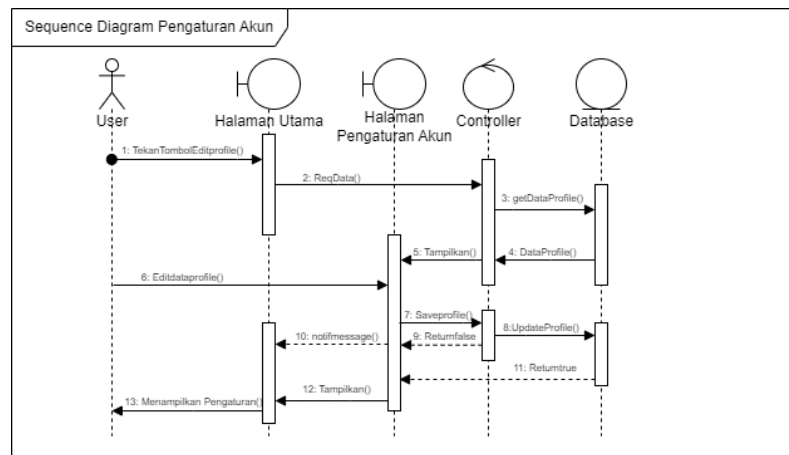 Sequence Diagram Pengaturan Akun
User
Halaman Utama
Halaman
Pengaturan Akun
Controller
Database
1: TekanTombolEditprofile()
2: ReqData()
3: getDataProfile()
4: DataProfile()
5: Tampilkan()
6: Editdataprofile()
7: Saveprofile()
8:UpdateProfile()
9: Returnfalse
10: notifmessage()
11: Returntrue
12: Tampilkan()
13: Menampilkan Pengaturan()